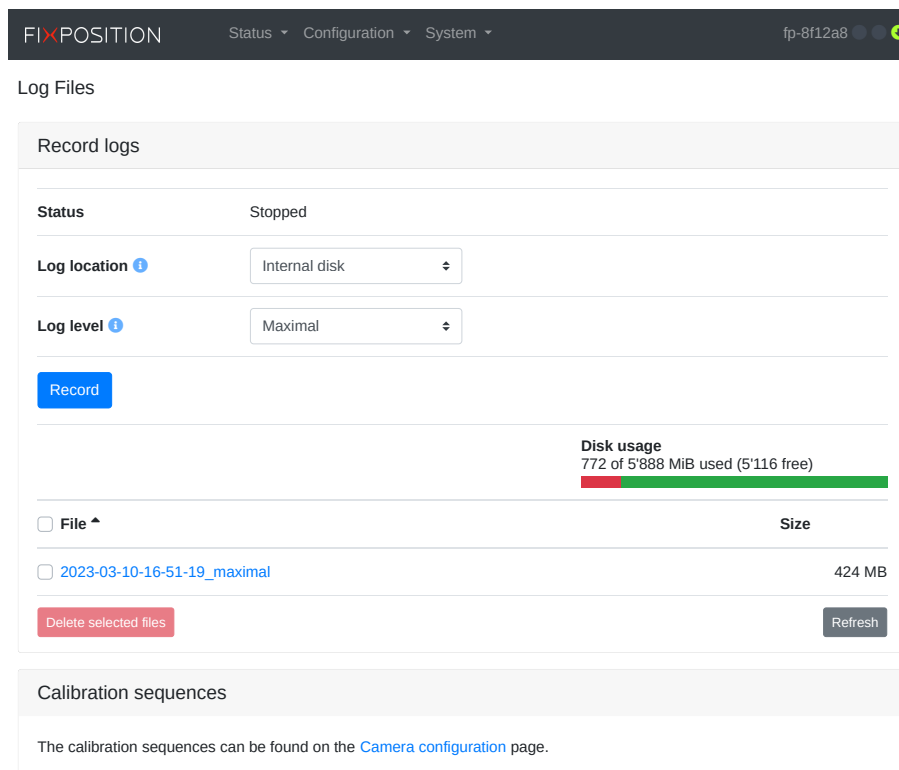 FIXPOSITION Status Configuration System fp-8f12a8
Log Files
Record logs
Status Stopped
Log location Internal disk
Log level Maximal
Record
Disk usage
772 of 5'888 MiB used (5'116 free)
File Size
2023-03-10-16-51-19_maximal 424 MB
Delete selected files Refresh
Calibration sequences
The calibration sequences can be found on the Camera configuration page.